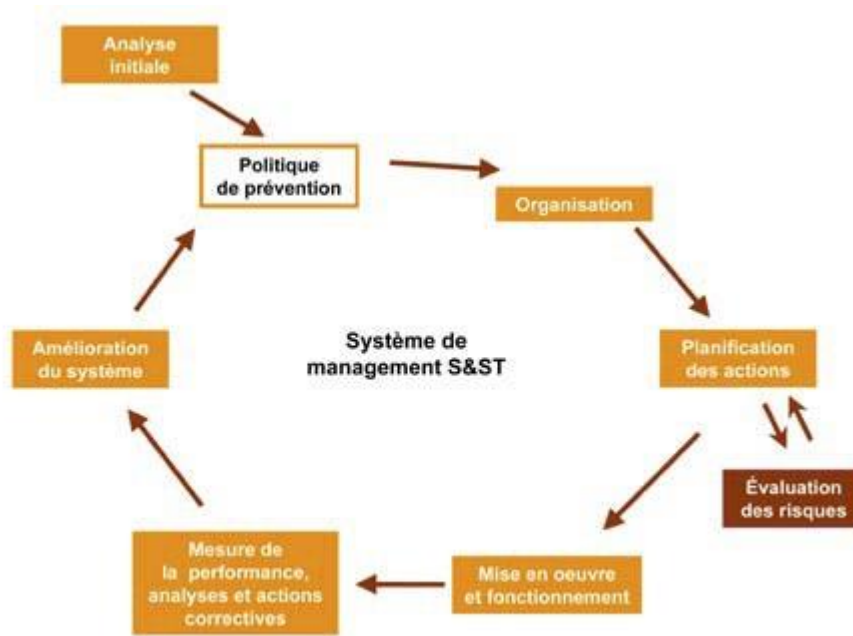 Analyse
initiale
Politique
de prévention
Organisation
Planification
des actions
Évaluation
des risques
Mise en oeuvre
et fonctionnement
Mesure de
la performance,
analyses et actions
correctives
Amélioration
du système
Système de
management S&ST